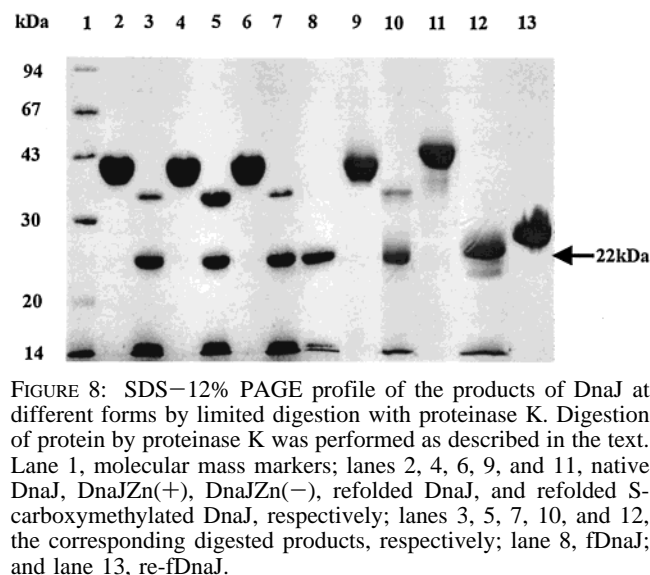 kDa 1 2 3 4 5 6 7 8 9 10 11 12 13
94
67
43
30
22kDa
20
14
FIGURE 8: SDS−12% PAGE profile of the products of DnaJ at
different forms by limited digestion with proteinase K. Digestion
of protein by proteinase K was performed as described in the text.
Lane 1, molecular mass markers; lanes 2, 4, 6, 9, and 11, native
DnaJ, DnaJZn(+), DnaJZn(−), refolded DnaJ, and refolded S-
carboxymethylated DnaJ, respectively; lanes 3, 5, 7, 10, and 12,
the corresponding digested products, respectively; lane 8, fDnaJ;
and lane 13, re-fDnaJ.